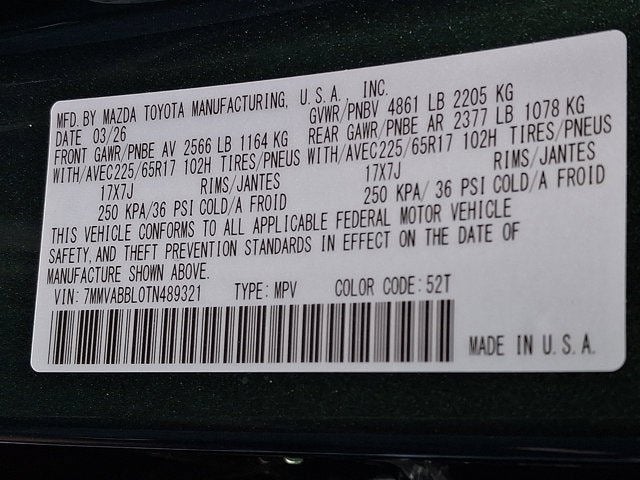 MFD. BY MAZDA TOYOTA MANUFACTURING, U.S.A., INC.
DATE 03/26 GVWR/PNBV 4861 LB 2205 KG
FRONT GAWR/PNBE AV 2566 LB 1164 KG REAR GAWR/PNBE AR 2377 LB 1078 KG
WITH/AVEC225/65R17 102H TIRES/PNEUS WITH/AVEC225/65R17 102H TIRES/PNEUS
17X7J RIMS/JANTES 17X7J RIMS/JANTES
250 KPA/36 PSI COLD/A FROID 250 KPA/ 36 PSI COLD/A FROID
THIS VEHICLE CONFORMS TO ALL APPLICABLE FEDERAL MOTOR VEHICLE
SAFETY, AND THEFT PREVENTION STANDARDS IN EFFECT ON THE DATE OF
MANUFACTURE SHOWN ABOVE.
VIN: 7MMVABBL0TN489321 TYPE: MPV COLOR CODE: 52T
MADE IN U.S.A.